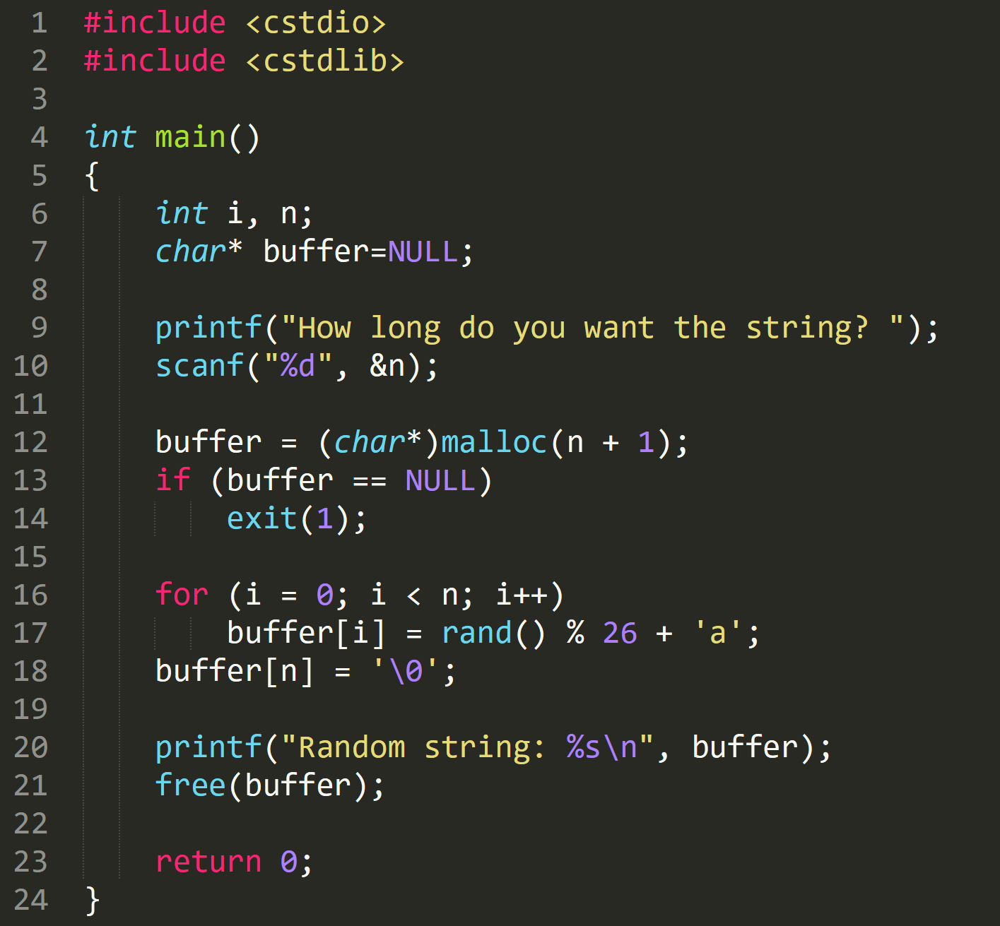 1 #include <cstdio>
2 #include <cstdlib>
3
4 int main()
5 {
6     int i, n;
7     char* buffer=NULL;
8
9     printf("How long do you want the string? ");
10     scanf("%d", &n);
11
12     buffer = (char*)malloc(n + 1);
13     if (buffer == NULL)
14         exit(1);
15
16     for (i = 0; i < n; i++)
17         buffer[i] = rand() % 26 + 'a';
18     buffer[n] = '\0';
19
20     printf("Random string: %s\n", buffer);
21     free(buffer);
22
23     return 0;
24 }